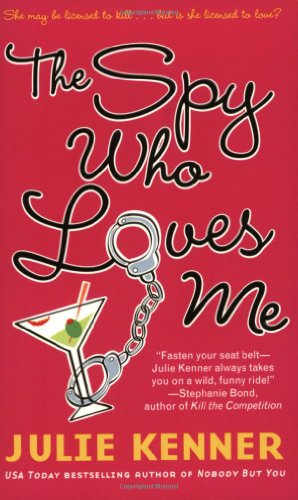 She may be licensed to kill . . . but is she licensed to love?
The Spy
Who
Loves
Me
“Fasten your seat belt—
Julie Kenner always takes
you on a wild, funny ride!”
—Stephanie Bond,
author of Kill the Competition
JULIE KENNER
USA TODAY BESTSELLING AUTHOR OF NOBODY BUT YOU